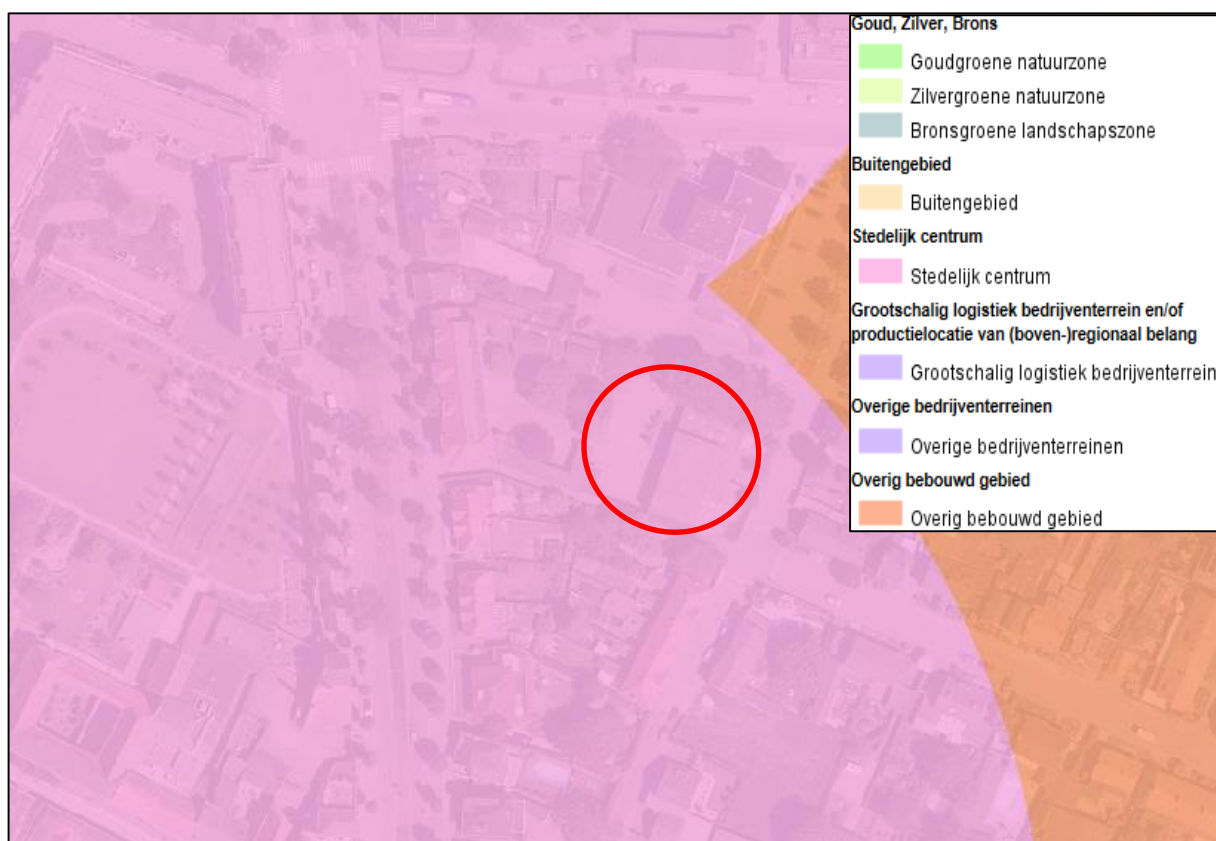 Goud, Zilver, Brons
Goudgroene natuurzone
Zilvergroene natuurzone
Bronsgroene landschapszone
Buitengebied
Buitengebied
Stedelijk centrum
Stedelijk centrum
Grootschalig logistiek bedrijventerrein en/of
productielocatie van (boven-)regionaal belang
Grootschalig logistiek bedrijventerrein
Overige bedrijventerreinen
Overige bedrijventerreinen
Overig bebouwd gebied
Overig bebouwd gebied